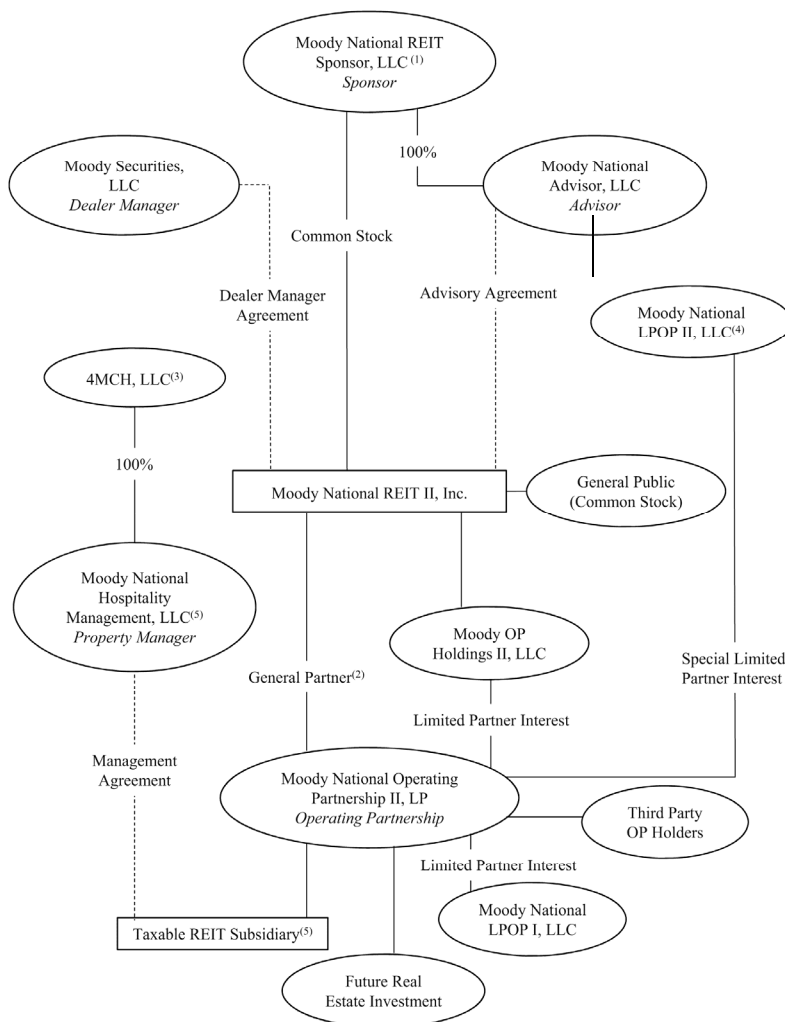 Moody National REIT
Sponsor, LLC (1)
Sponsor
100%
Moody Securities,
LLC
Dealer Manager
Moody National
Advisor, LLC
Advisor
Common Stock
Dealer Manager
Agreement
Advisory Agreement
Moody National
LPOP II, LLC(4)
4MCH, LLC(3)
100%
General Public
(Common Stock)
Moody National REIT II, Inc.
Moody National
Hospitality
Management, LLC(5)
Property Manager
Moody OP
Holdings II, LLC
Special Limited
Partner Interest
General Partner(2)
Limited Partner Interest
Management
Agreement
Moody National Operating
Partnership II, LP
Operating Partnership
Third Party
OP Holders
Limited Partner Interest
Moody National
LPOP I, LLC
Taxable REIT Subsidiary(5)
Future Real
Estate Investment